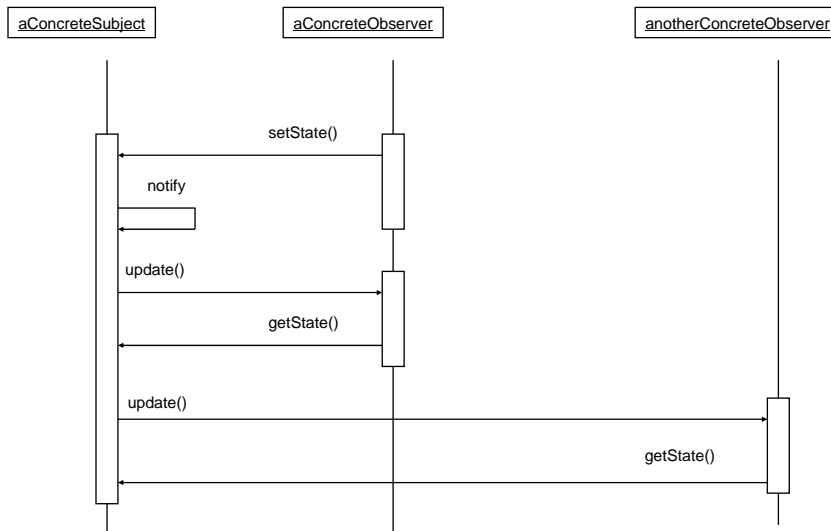 aConcreteSubject
aConcreteObserver
anotherConcreteObserver
setState()
notify
update()
getState()
update()
getState()